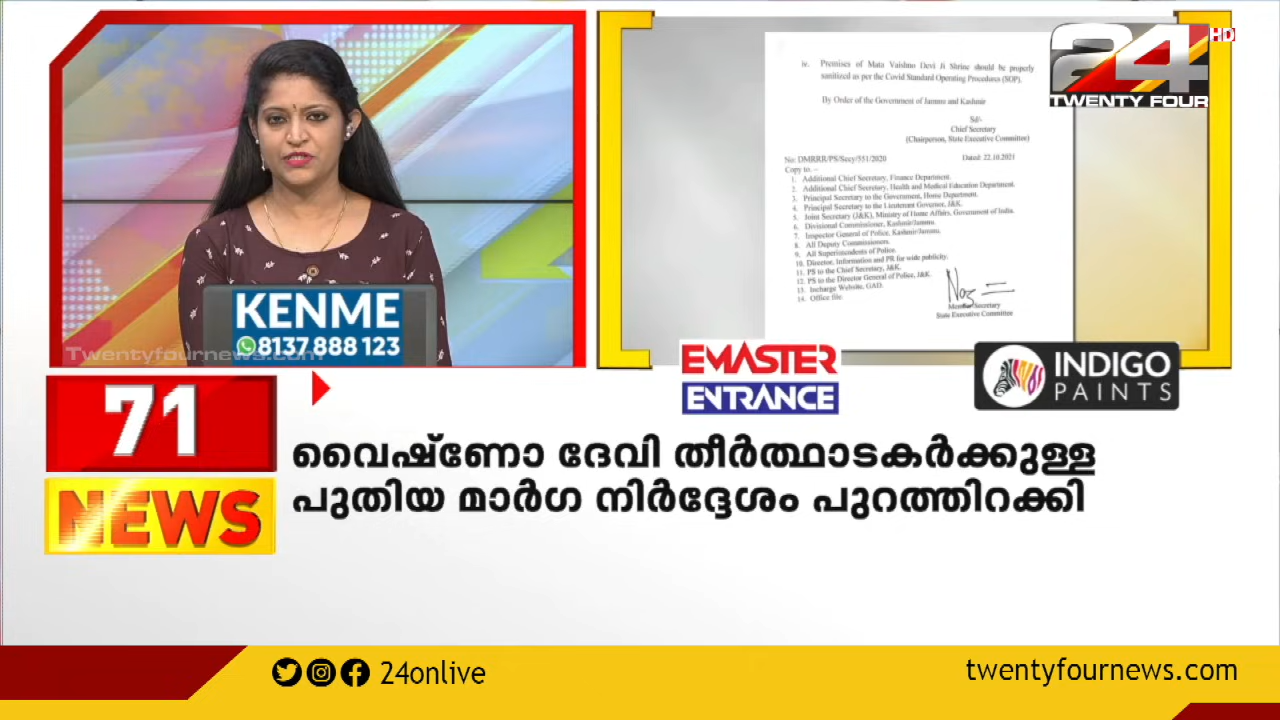 KENME
8137 888 123
Twentyfournews.com
iv. Premises of Mata Vaishno Devi Ji Shrine should be properly
sanitized as per the Covid Standard Operating Procedures (SOP).
By Order of the Government of Jammu and Kashmir
Sd/-
Chief Secretary
(Chairperson, State Executive Committee)
No: DMRRR/PS/Secy/551/2020 Dated: 22.10.2021
Copy to: –
1. Additional Chief Secretary, Finance Department.
2. Additional Chief Secretary, Health and Medical Education Department.
3. Principal Secretary to the Government, Home Department.
4. Principal Secretary to the Lieutenant Governor, J&K.
5. Joint Secretary (J&K), Ministry of Home Affairs, Government of India.
6. Divisional Commissioner, Kashmir/Jammu.
7. Inspector General of Police, Kashmir/Jammu.
8. All Deputy Commissioners.
9. All Superintendents of Police.
10. Director, Information and PR for wide publicity.
11. PS to the Chief Secretary, J&K.
12. PS to the Director General of Police, J&K.
13. Incharge Website, GAD.
14. Office file
Member Secretary
State Executive Committee
24 HD
TWENTY FOUR
EMASTER
ENTRANCE
INDIGO
PAINTS
71
NEWS
വൈഷ്ണോ ദേവി തീർത്ഥാടകർക്കുള്ള
പുതിയ മാർഗ നിർദ്ദേശം പുറത്തിറക്കി
24onlive
twentyfournews.com